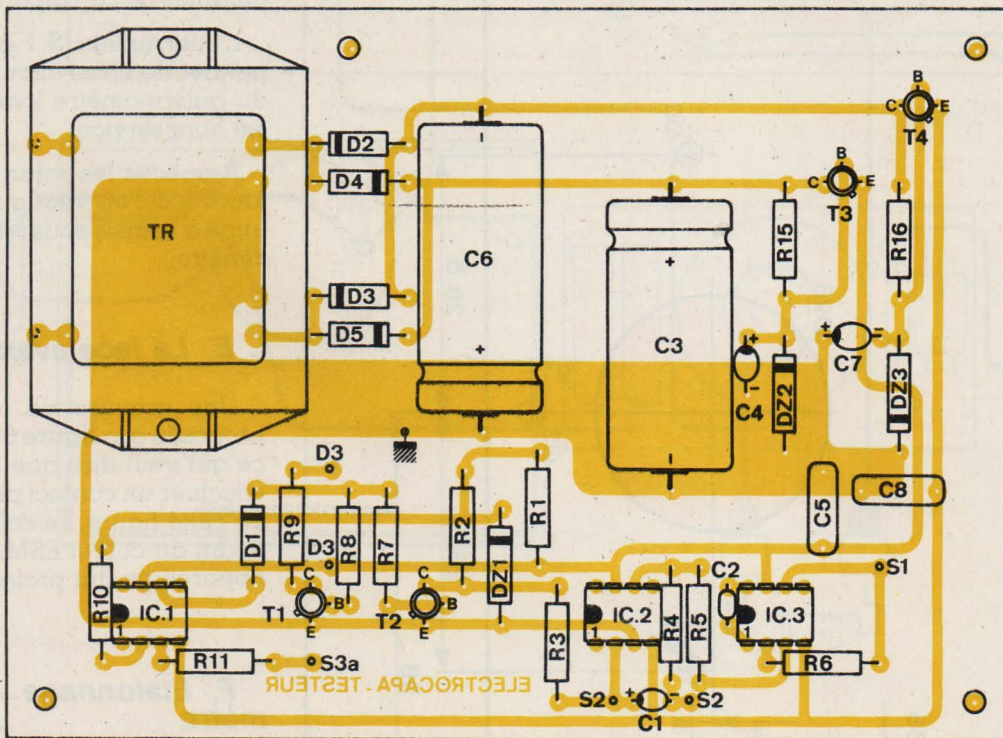 B
C E
T4
D2
D4
B
C E
T3
TR
C6
R15
R16
D3
D5
+
+
C3
+
C4
-
DZ2
+ -
C7
DZ3
-
D3
D1
R9
D3
R8
R7
R2
R1
DZ1
C5
C8
R10
IC.1
1
C
B
E
T1
C
B
E
T2
R3
IC.2
1
R4
R5
C2
IC.3
1
S1
R11
S3a
R6
ELECTROCAPA - TESTEUR
S2 + - S2
C1